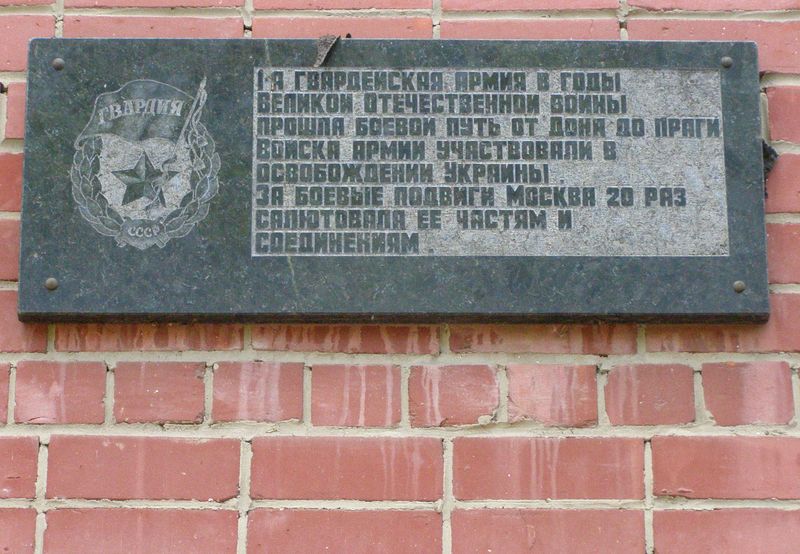 ГВАРДИЯ
СССР
1-Я ГВАРДЕЙСКАЯ АРМИЯ В ГОДЫ
ВЕЛИКОЙ ОТЕЧЕСТВЕННОЙ ВОЙНЫ
ПРОШЛА БОЕВОЙ ПУТЬ ОТ ДОНА ДО ПРАГИ
ВОЙСКА АРМИИ УЧАСТВОВАЛИ В
ОСВОБОЖДЕНИИ УКРАИНЫ
ЗА БОЕВЫЕ ПОДВИГИ МОСКВА 20 РАЗ
САЛЮТОВАЛА ЕЕ ЧАСТЯМ И
СОЕДИНЕНИЯМ.